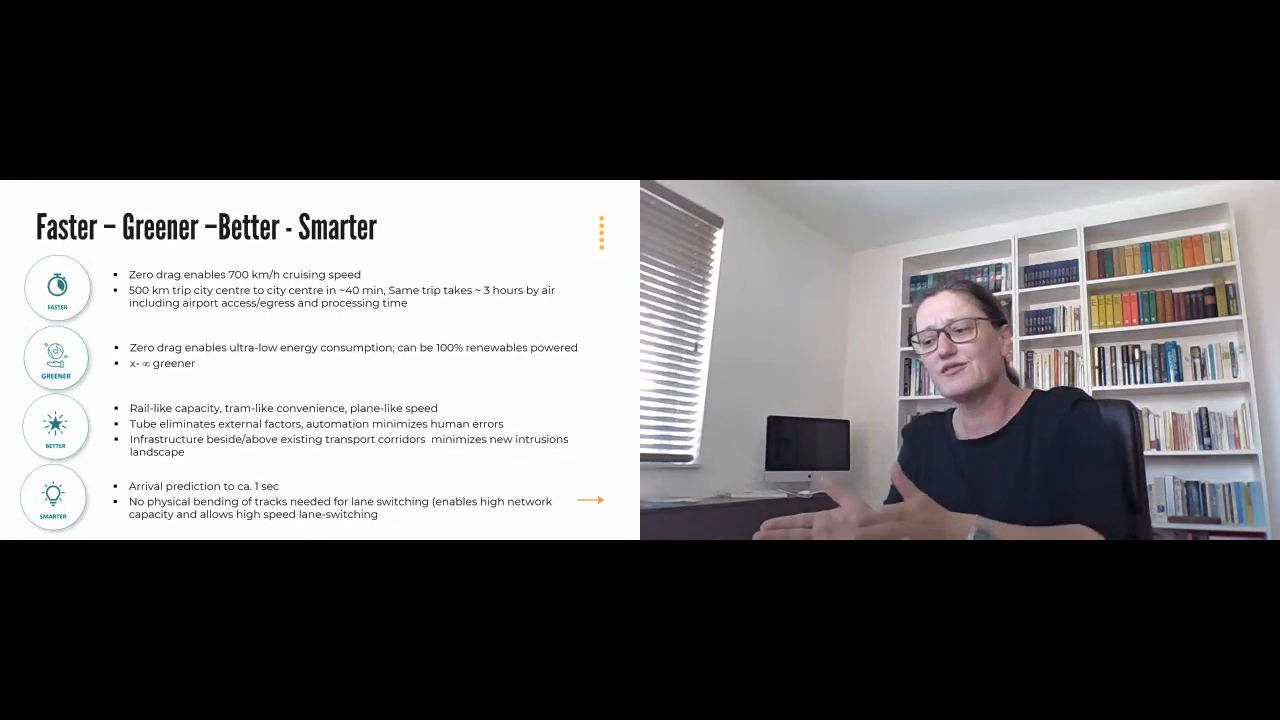 Faster – Greener –Better - Smarter
FASTER
Zero drag enables 700 km/h cruising speed
500 km trip city centre to city centre in ~40 min, Same trip takes ~ 3 hours by air
including airport access/egress and processing time
GREENER
Zero drag enables ultra-low energy consumption; can be 100% renewables powered
x- ∞ greener
BETTER
Rail-like capacity, tram-like convenience, plane-like speed
Tube eliminates external factors, automation minimizes human errors
Infrastructure beside/above existing transport corridors minimizes new intrusions
landscape
SMARTER
Arrival prediction to ca. 1 sec
No physical bending of tracks needed for lane switching (enables high network
capacity and allows high speed lane-switching